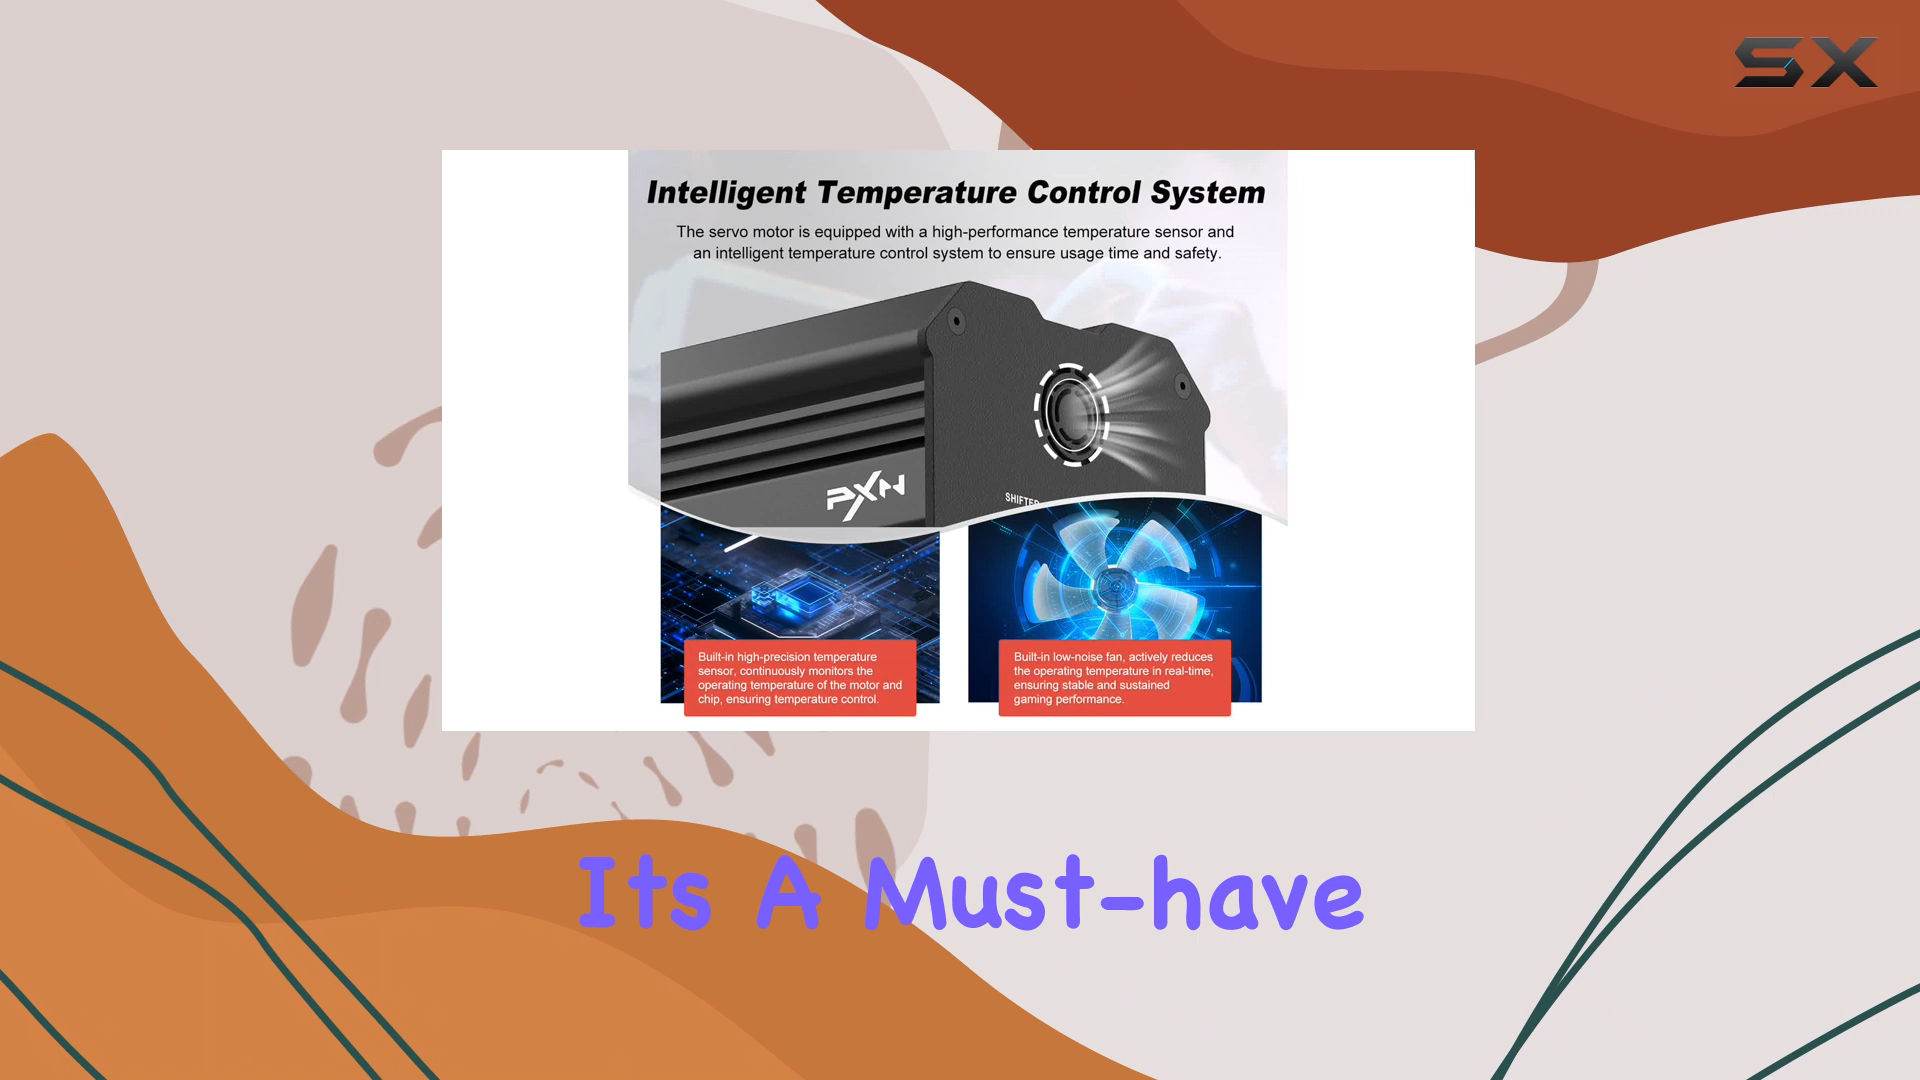 SX
Intelligent Temperature Control System
The servo motor is equipped with a high-performance temperature sensor and
an intelligent temperature control system to ensure usage time and safety.
PXN
SHIFTER
Built-in high-precision temperature
sensor, continuously monitors the
operating temperature of the motor and
chip, ensuring temperature control.
Built-in low-noise fan, actively reduces
the operating temperature in real-time,
ensuring stable and sustained
gaming performance.
Its A Must-have